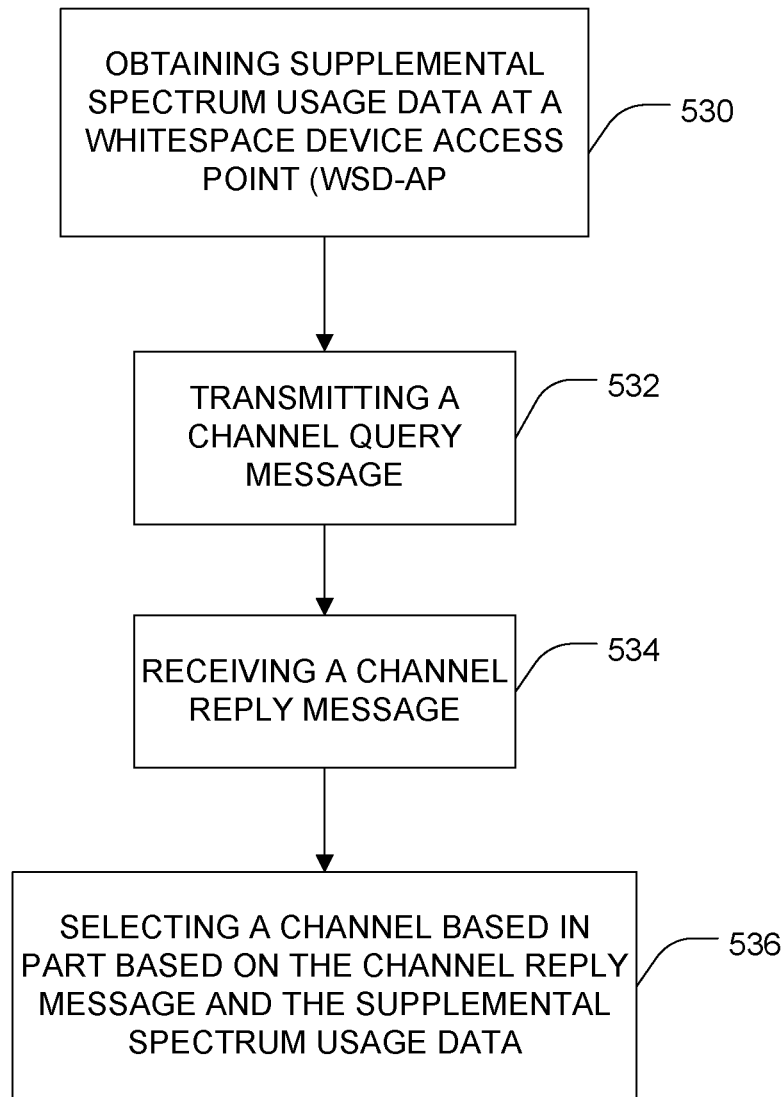 OBTAINING SUPPLEMENTAL
SPECTRUM USAGE DATA AT A
WHITESPACE DEVICE ACCESS
POINT (WSD-AP
530
TRANSMITTING A
CHANNEL QUERY
MESSAGE
532
RECEIVING A CHANNEL
REPLY MESSAGE
534
SELECTING A CHANNEL BASED IN
PART BASED ON THE CHANNEL REPLY
MESSAGE AND THE SUPPLEMENTAL
SPECTRUM USAGE DATA
536